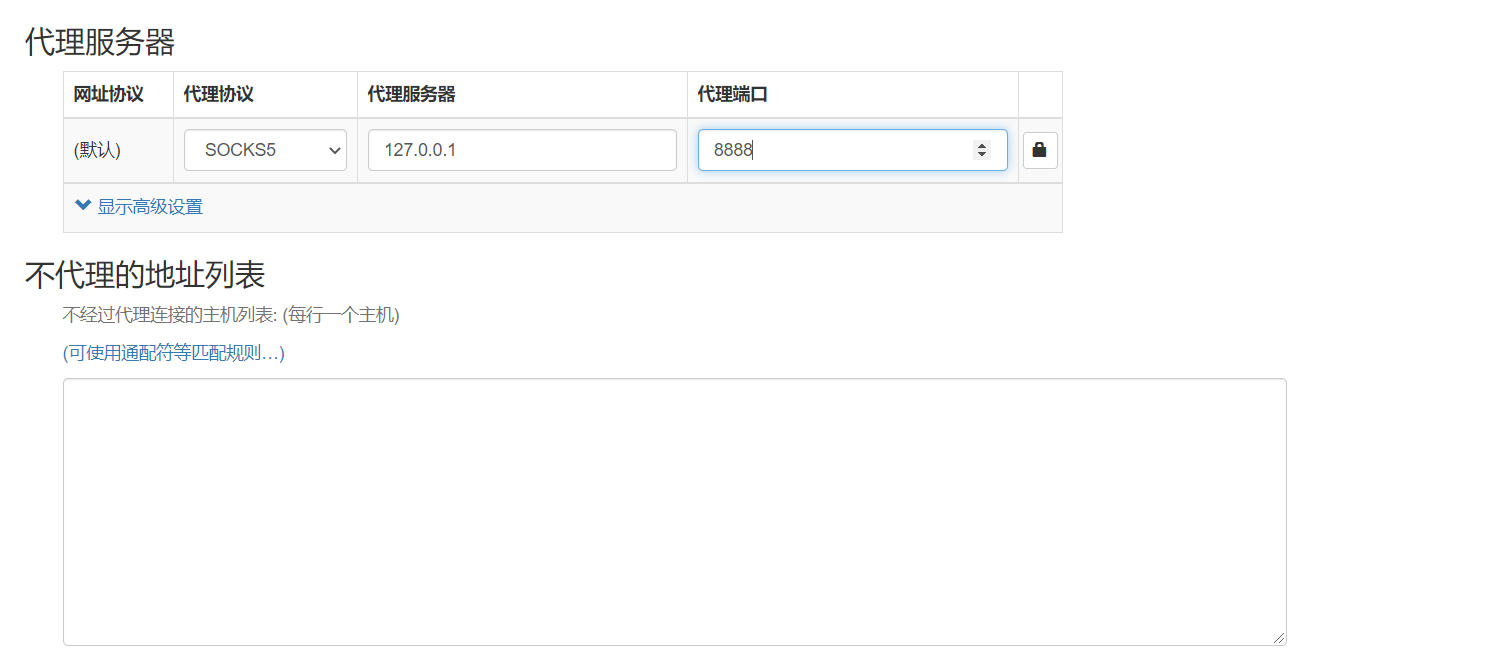 代理服务器
网址协议 代理协议 代理服务器 代理端口
(默认) SOCKS5 127.0.0.1 8888
显示高级设置
不代理的地址列表
不经过代理连接的主机列表: (每行一个主机)
(可使用通配符等匹配规则…)